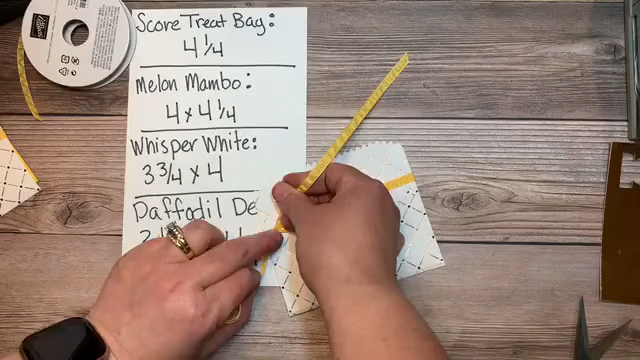 Score Treat Bag:
4 1/4
Melon Mambo:
4 x 4 1/4
Whisper White:
3 3/4 x 4
Daffodil De